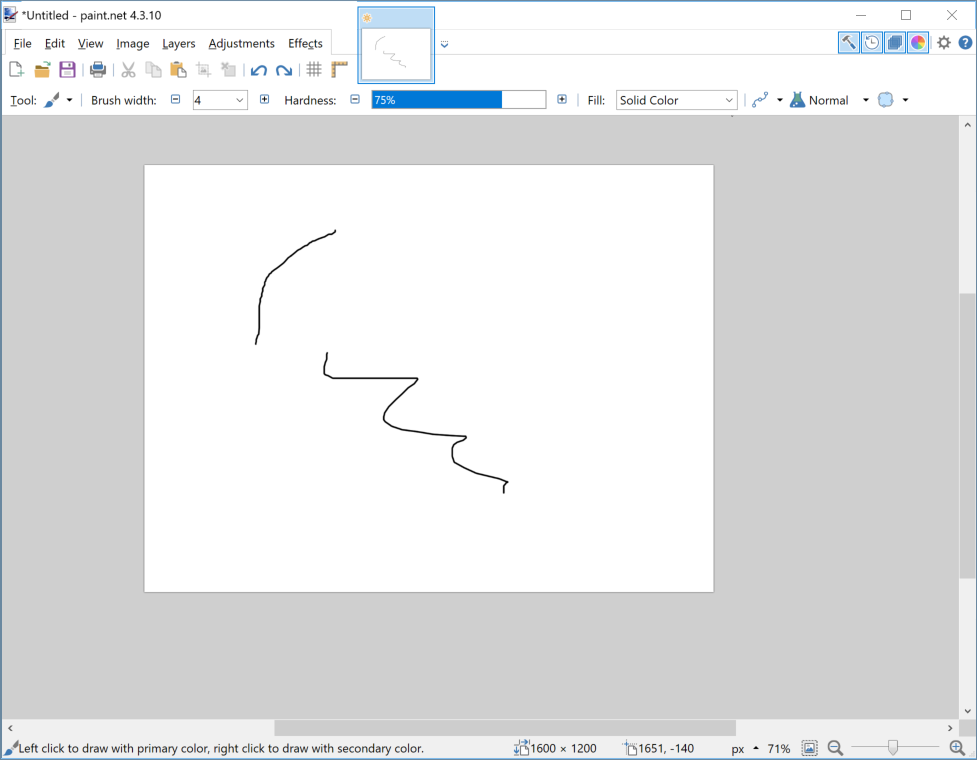 *Untitled - paint.net 4.3.10
File Edit View Image Layers Adjustments Effects
Tool: Brush width: 4 Hardness: 75% Fill: Solid Color Normal
Left click to draw with primary color, right click to draw with secondary color. 1600 × 1200 1651, -140 px 71%